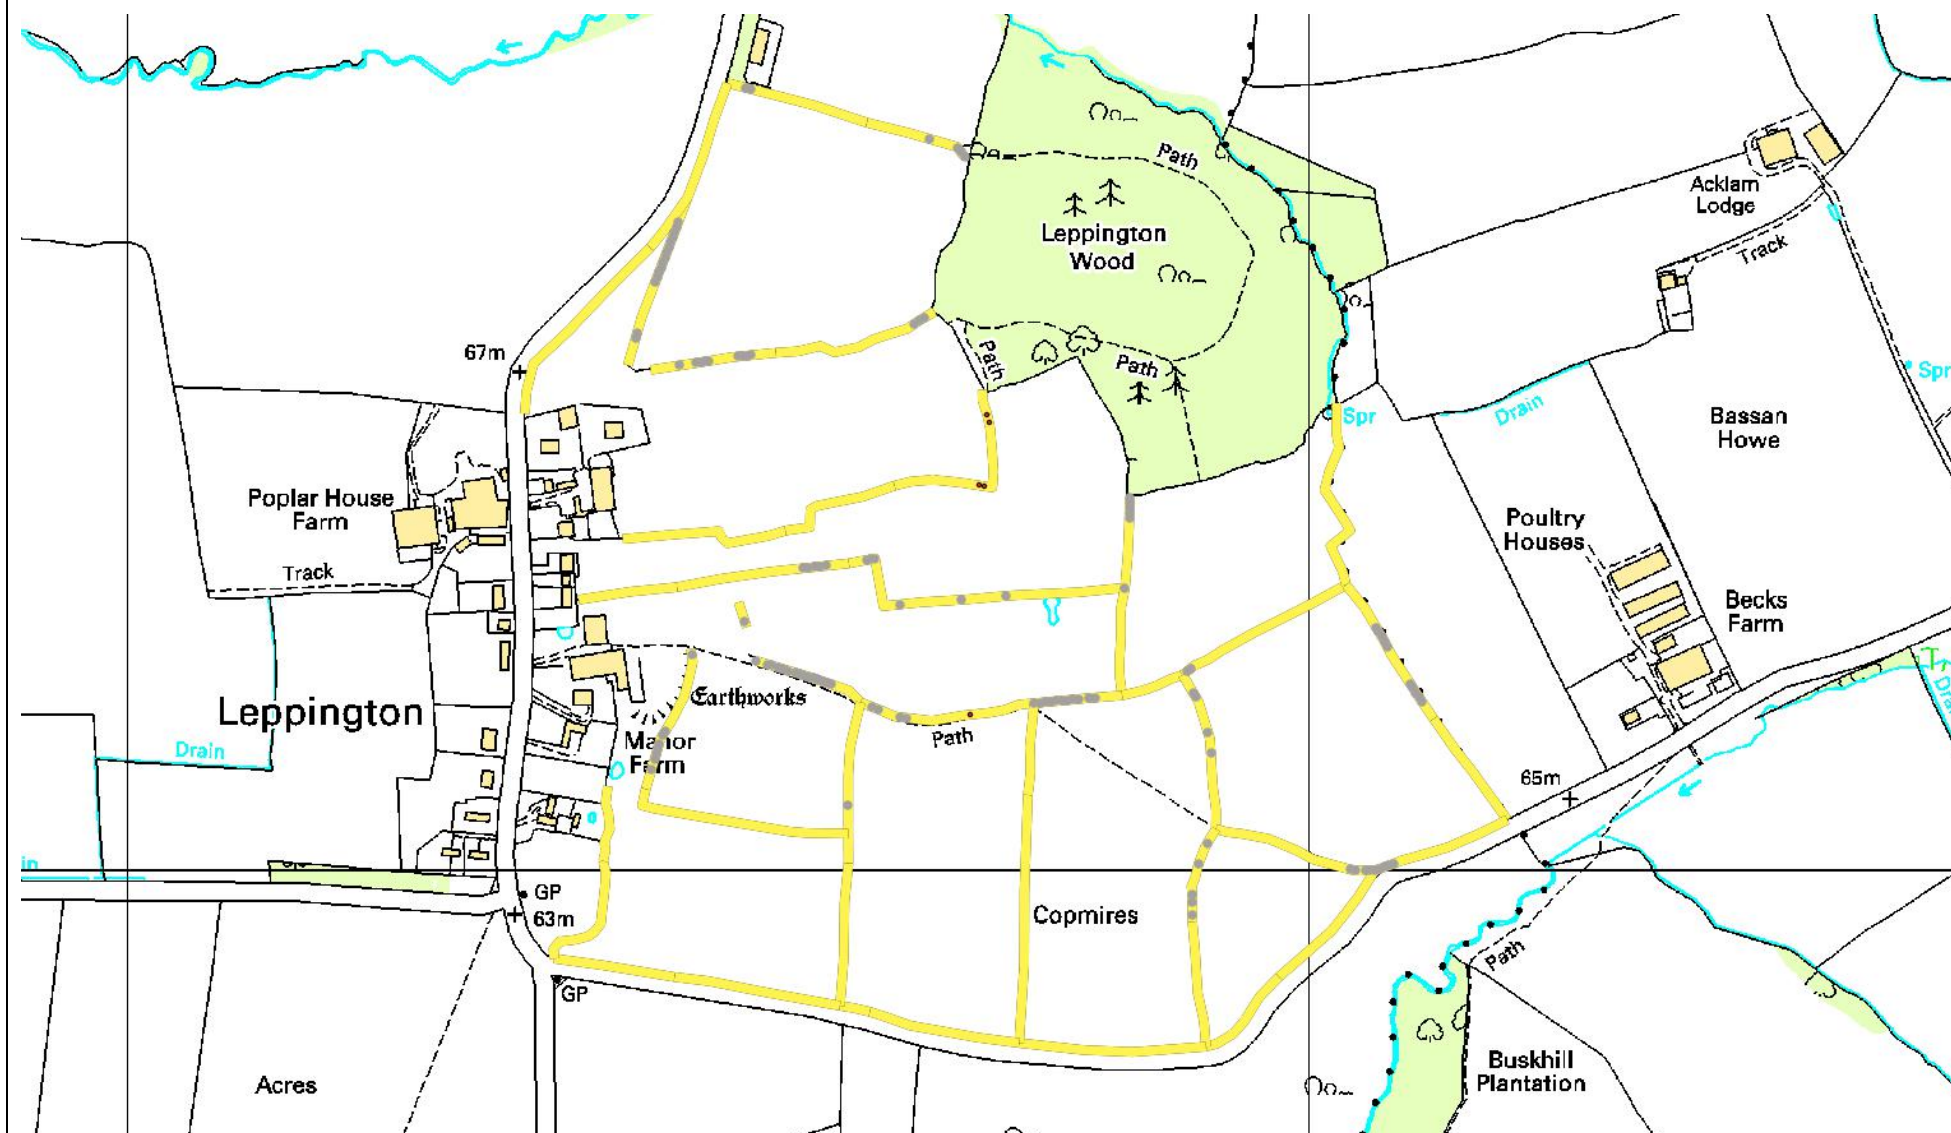 Path
Acklam
Lodge
Leppington
Wood
Track
67m
Path
Path
Spr
Spr
Drain
Bassan
Howe
Poplar House
Farm
Poultry
Houses
Track
Becks
Farm
Earthworks
Leppington
Path
Manor
Farm
Drain
65m
GP
63m
Copmires
Path
GP
Acres
Buskhill
Plantation